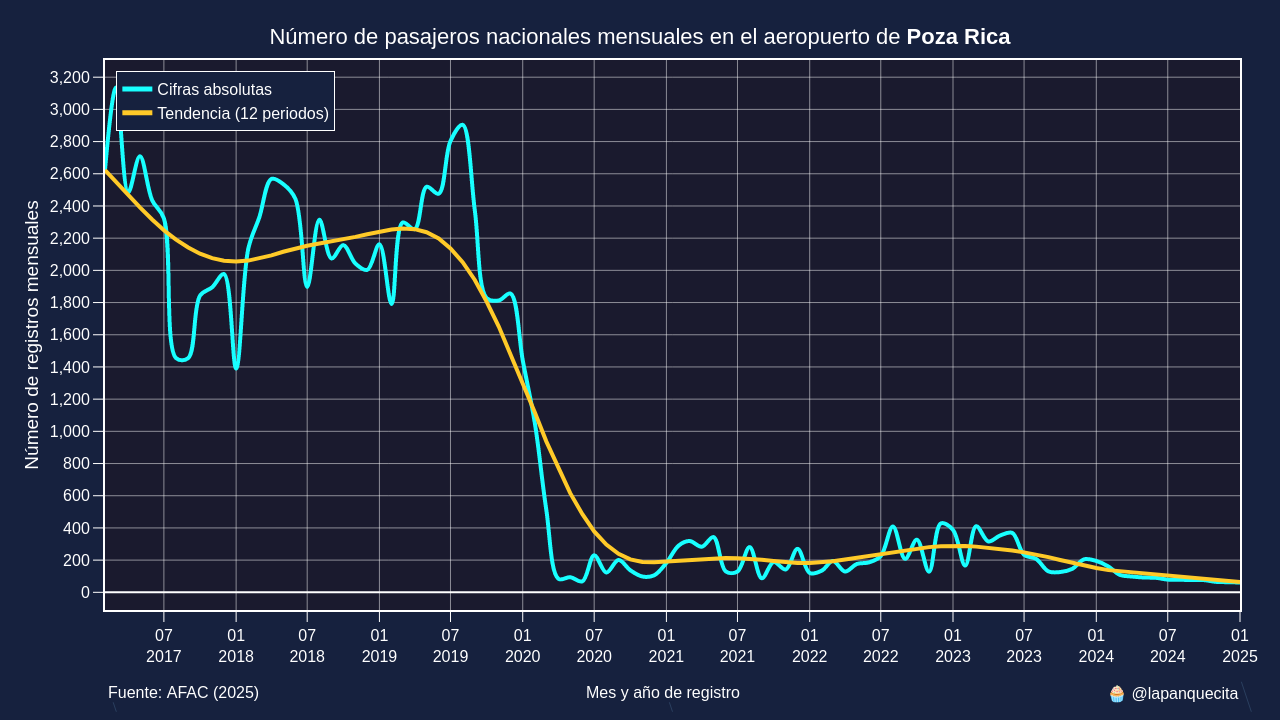 Número de pasajeros nacionales mensuales en el aeropuerto de Poza Rica
Cifras absolutas
Tendencia (12 periodos)
Número de registros mensuales
3,200
3,000
2,800
2,600
2,400
2,200
2,000
1,800
1,600
1,400
1,200
1,000
800
600
400
200
0
07 01 07 01 07 01 07 01 07 01 07 01 07 01 07 01
2017 2018 2018 2019 2019 2020 2020 2021 2021 2022 2022 2023 2023 2024 2024 2025
Fuente: AFAC (2025) Mes y año de registro 🧁 @lapanquecita